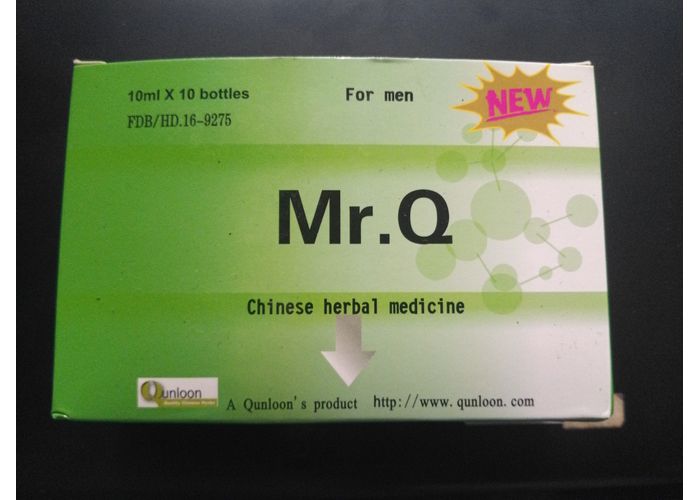 10ml X 10 bottles
For men
NEW
FDB/HD.16-9275
Mr.Q
Chinese herbal medicine
Qunloon
A Qunloon's product
http://www. qunloon. com